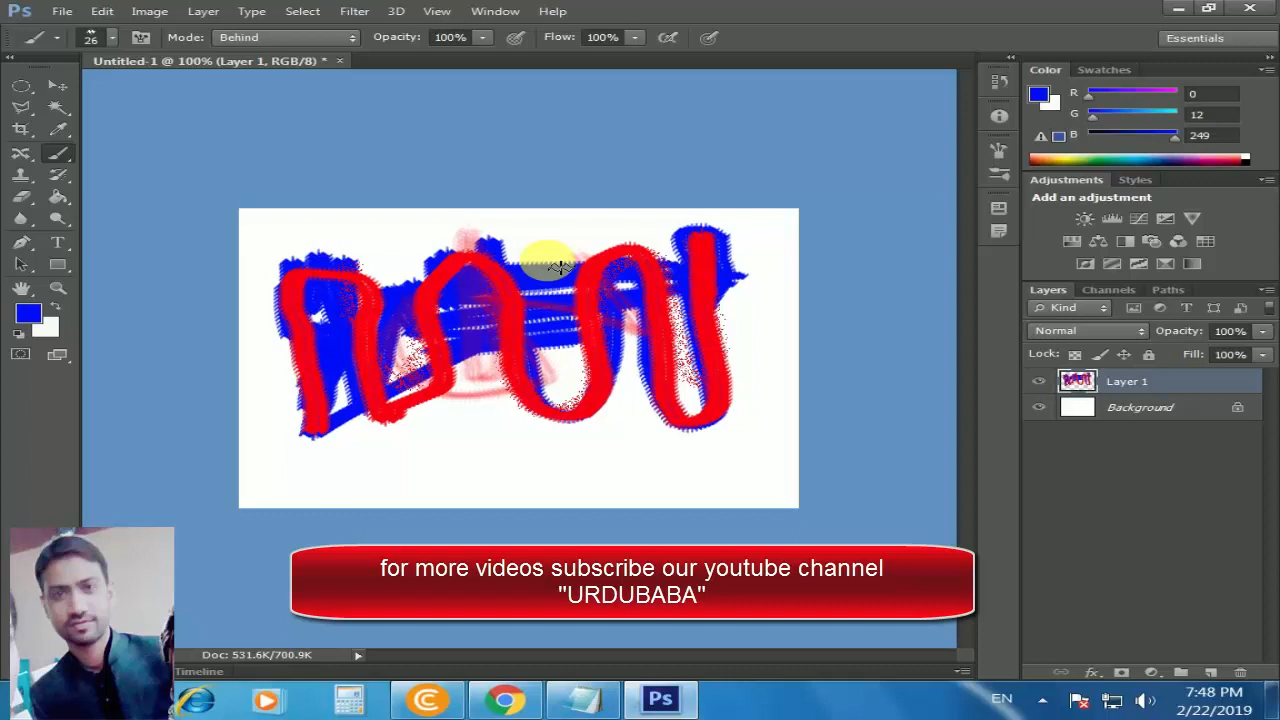 Ps File Edit Image Layer Type Select Filter 3D View Window Help
26 Mode: Behind Opacity: 100% Flow: 100% Essentials
Untitled-1 @ 100% (Layer 1, RGB/8) * ×
Color Swatches
R 0
G 12
B 249
Adjustments Styles
Add an adjustment
Layers Channels Paths
Kind
Normal Opacity: 100%
Lock: Fill: 100%
Layer 1
Background
for more videos subscribe our youtube channel
"URDUBABA"
Doc: 531.6K/700.9K
Timeline
Ps
EN
7:48 PM
2/22/2019